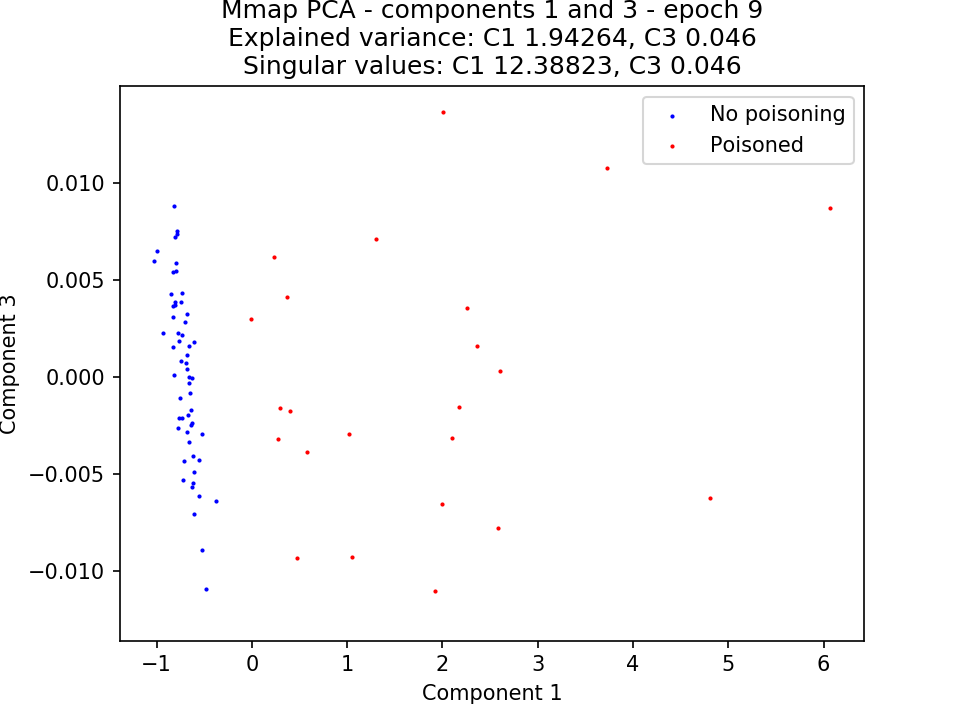 Mmap PCA - components 1 and 3 - epoch 9
Explained variance: C1 1.94264, C3 0.046
Singular values: C1 12.38823, C3 0.046
No poisoning
Poisoned
0.010
0.005
0.000
−0.005
−0.010
Component 3
−1 0 1 2 3 4 5 6
Component 1